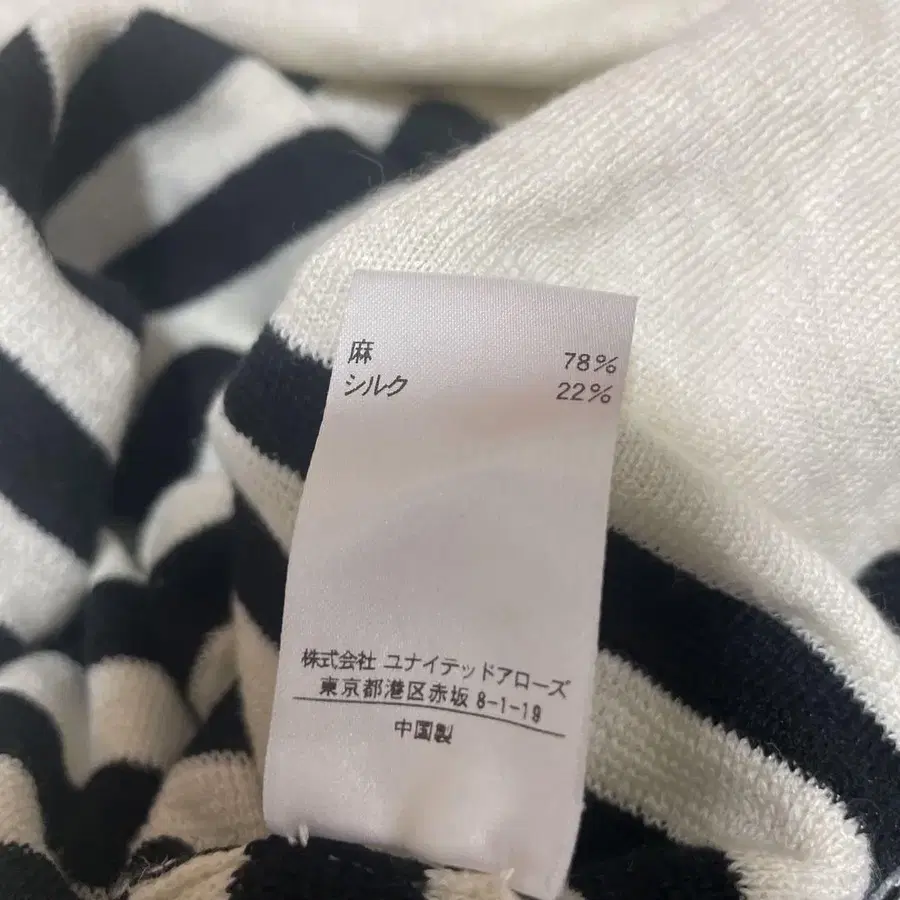 麻 78%
シルク 22%
株式会社 ユナイテッドアローズ
東京都港区赤坂 8-1-19
中国製